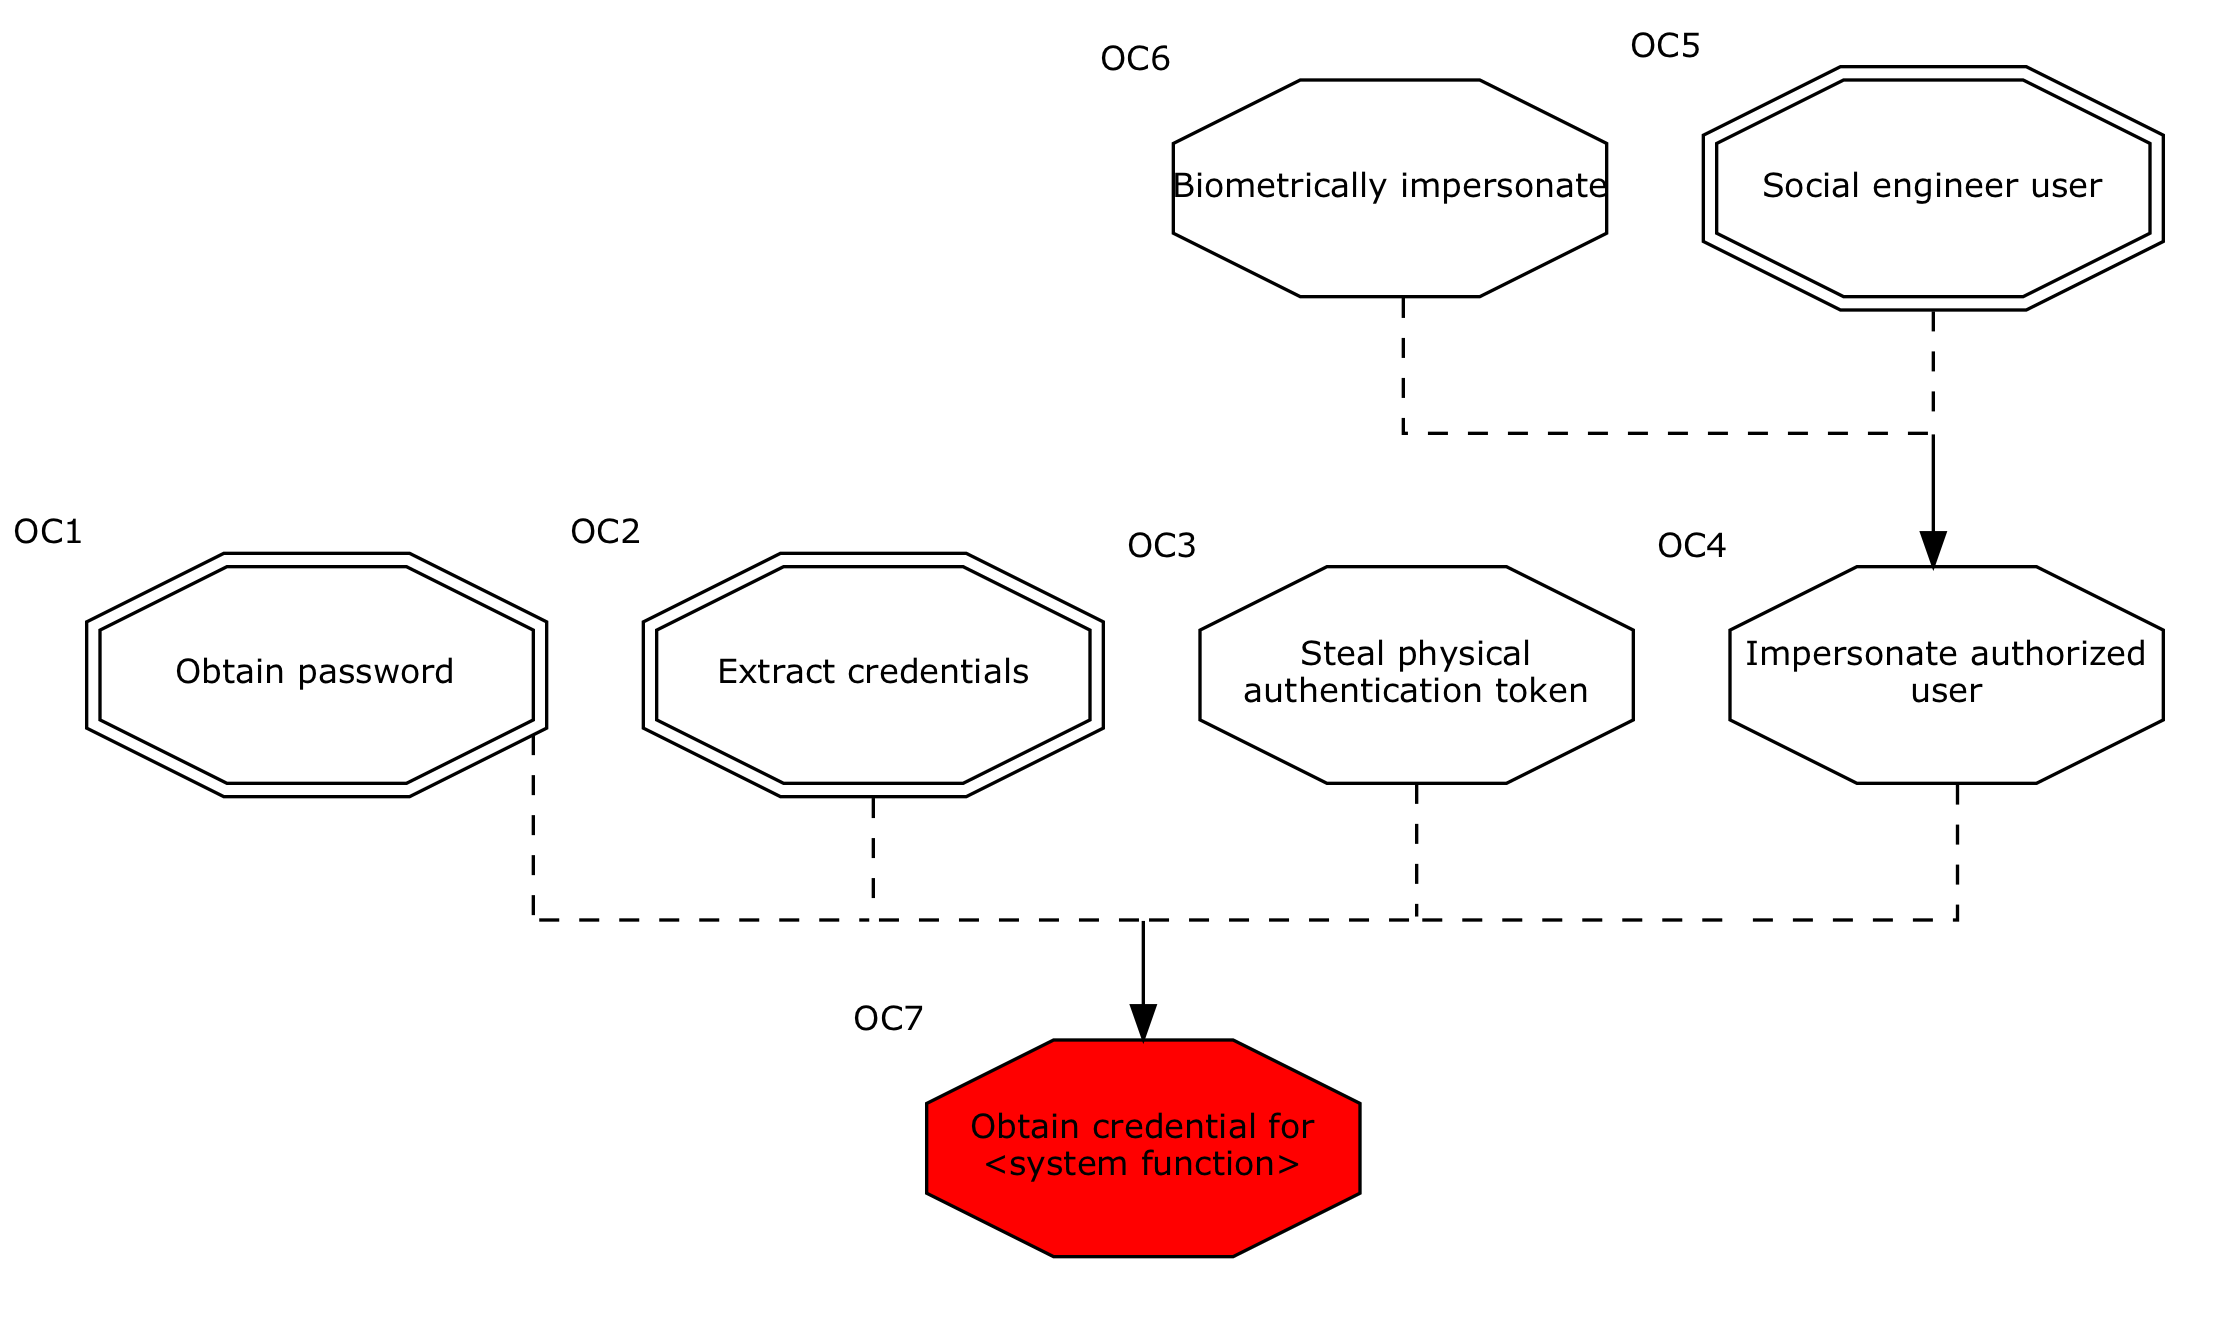 OC6
OC5
Biometrically impersonate
Social engineer user
OC1
OC2
OC3
OC4
Obtain password
Extract credentials
Steal physical
authentication token
Impersonate authorized
user
OC7
Obtain credential for
<system function>